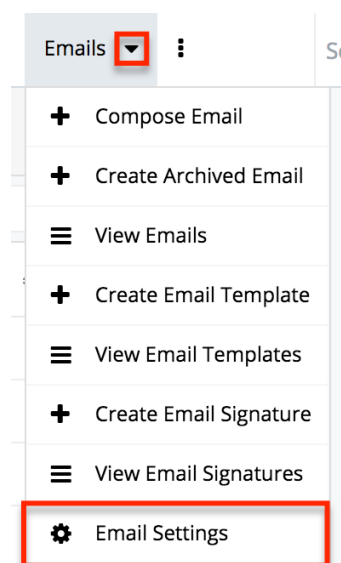 Emails
Compose Email
Create Archived Email
View Emails
Create Email Template
View Email Templates
Create Email Signature
View Email Signatures
Email Settings